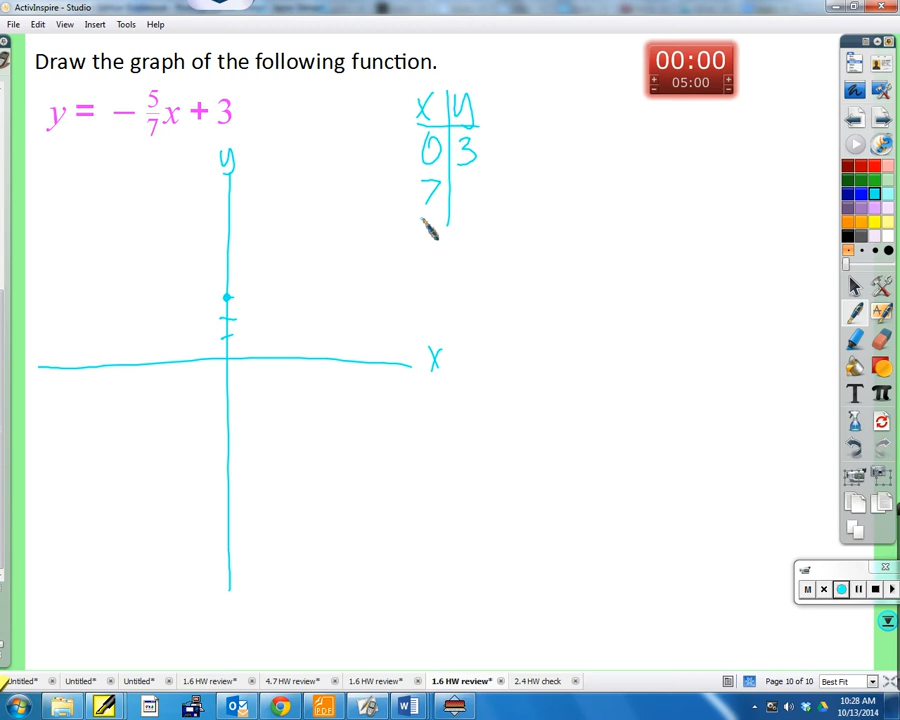 ActivInspire - Studio
File Edit View Insert Tools Help
Draw the graph of the following function.
y = − 5/7 x + 3
00:00
05:00
x y
0 3
7
y
x
M
Untitled* Untitled* Untitled* 1.6 HW review* 4.7 HW review* 1.6 HW review* 1.6 HW review* 2.4 HW check
Page 10 of 10
Best Fit
10:28 AM
10/13/2014